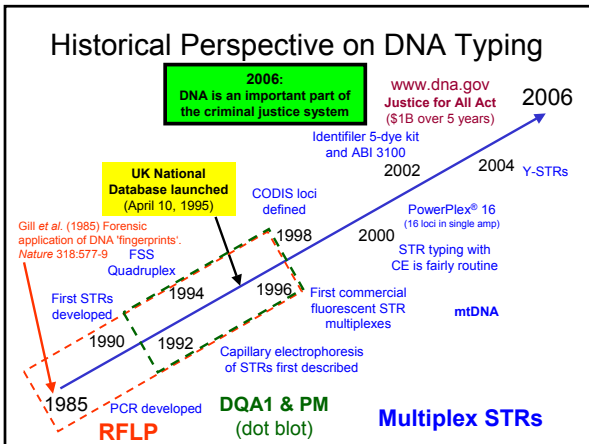 Historical Perspective on DNA Typing
2006:
DNA is an important part of
the criminal justice system
www.dna.gov
Justice for All Act
($1B over 5 years)
2006
Identifiler 5-dye kit
and ABI 3100
UK National
Database launched
(April 10, 1995)
2002
2004
Y-STRs
CODIS loci
defined
PowerPlex® 16
(16 loci in single amp)
Gill et al. (1985) Forensic
application of DNA 'fingerprints'.
Nature 318:577-9
1998
2000
STR typing with
CE is fairly routine
FSS
Quadruplex
First STRs
developed
1994
1996
First commercial
fluorescent STR
multiplexes
mtDNA
1990
1992
Capillary electrophoresis
of STRs first described
1985
PCR developed
RFLP
DQA1 & PM
(dot blot)
Multiplex STRs